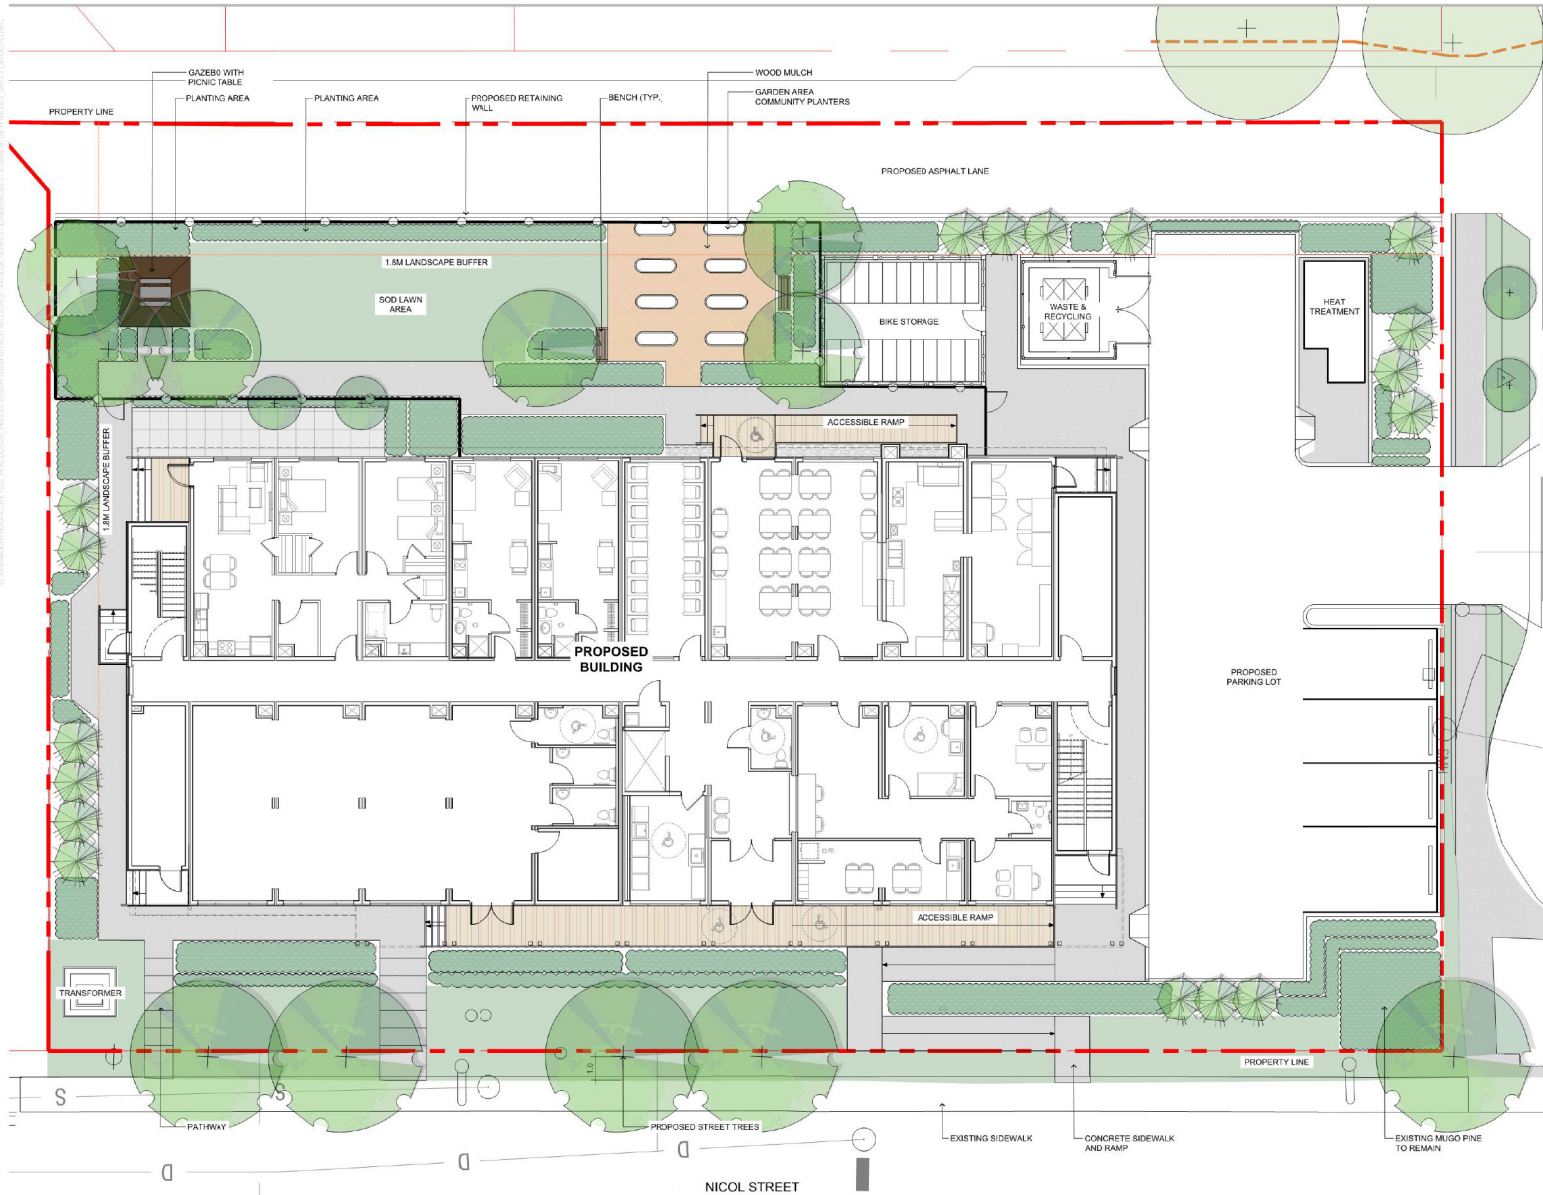 GAZEBO WITH
PICNIC TABLE
PLANTING AREA
PLANTING AREA
PROPOSED RETAINING
WALL
BENCH (TYP.)
WOOD MULCH
GARDEN AREA
COMMUNITY PLANTERS
PROPERTY LINE
PROPOSED ASPHALT LANE
1.8M LANDSCAPE BUFFER
SOD LAWN
AREA
BIKE STORAGE
WASTE &
RECYCLING
HEAT
TREATMENT
ACCESSIBLE RAMP
1.8M LANDSCAPE BUFFER
PROPOSED
BUILDING
PROPOSED
PARKING LOT
ACCESSIBLE RAMP
TRANSFORMER
PROPERTY LINE
1.0
S
S
PATHWAY
PROPOSED STREET TREES
EXISTING SIDEWALK
CONCRETE SIDEWALK
AND RAMP
EXISTING MUGO PINE
TO REMAIN
D
D
D
NICOL STREET